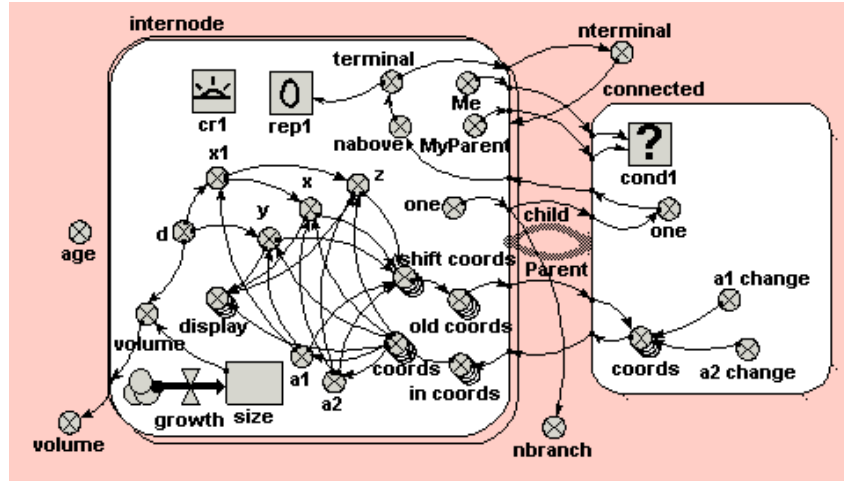 internode
nterminal
terminal
connected
Me
cr1
rep1
nabove
MyParent
?
cond1
x1
x
z
one
child
one
y
d
age
Parent
shift coords
a1 change
display
old coords
volume
a1
coords
in coords
coords
a2 change
a2
growth
size
volume
nbranch